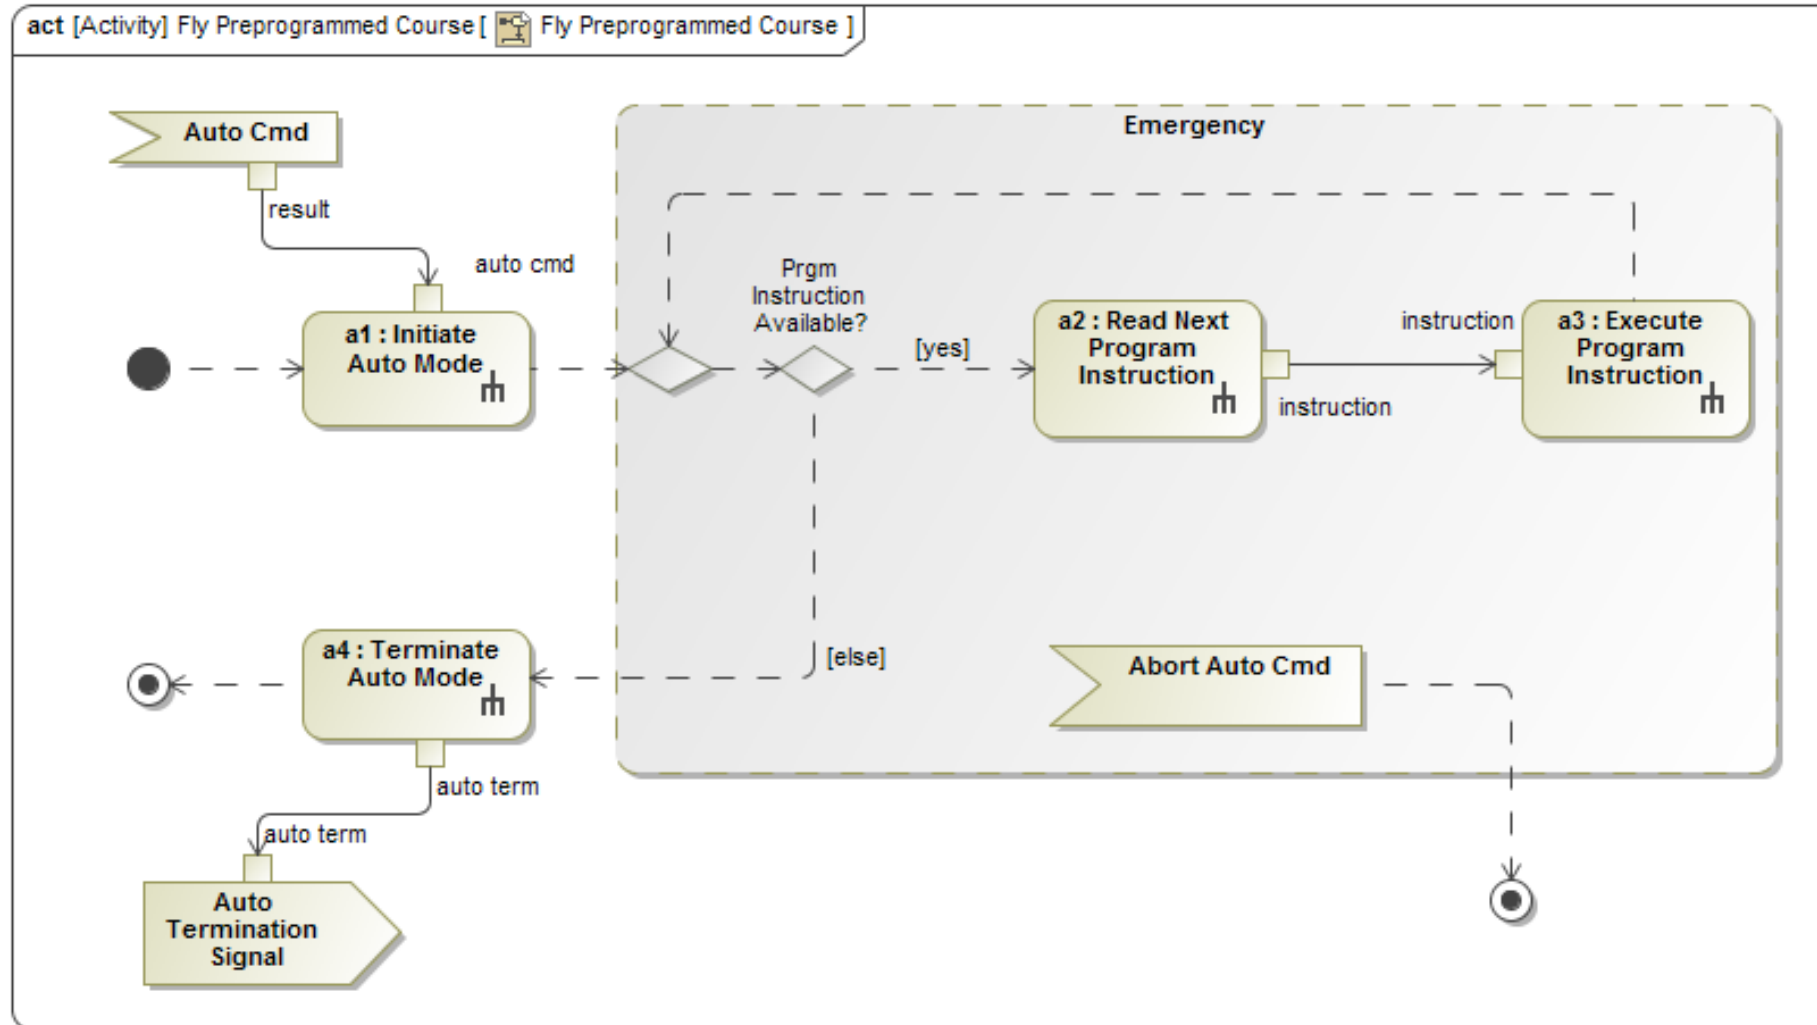 act [Activity] Fly Preprogrammed Course [ Fly Preprogrammed Course ]
Auto Cmd
result
auto cmd
a1 : Initiate
Auto Mode
Emergency
Prgm
Instruction
Available?
[yes]
a2 : Read Next
Program
Instruction
instruction
instruction
a3 : Execute
Program
Instruction
a4 : Terminate
Auto Mode
[else]
Abort Auto Cmd
auto term
auto term
Auto
Termination
Signal